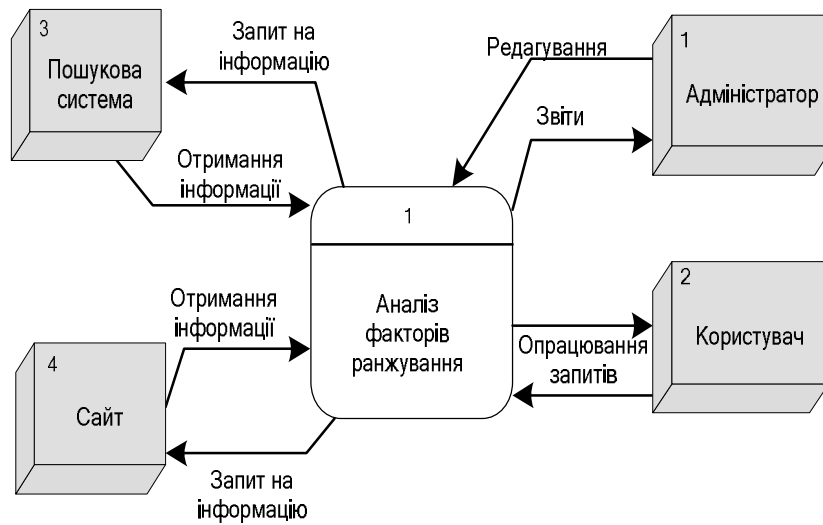 3
Пошукова
система
Запит на
інформацію
Редагування
1
Адміністратор
Звіти
Отримання
інформації
1
Аналіз
факторів
ранжування
Отримання
інформації
2
Користувач
Опрацювання
запитів
4
Сайт
Запит на
інформацію